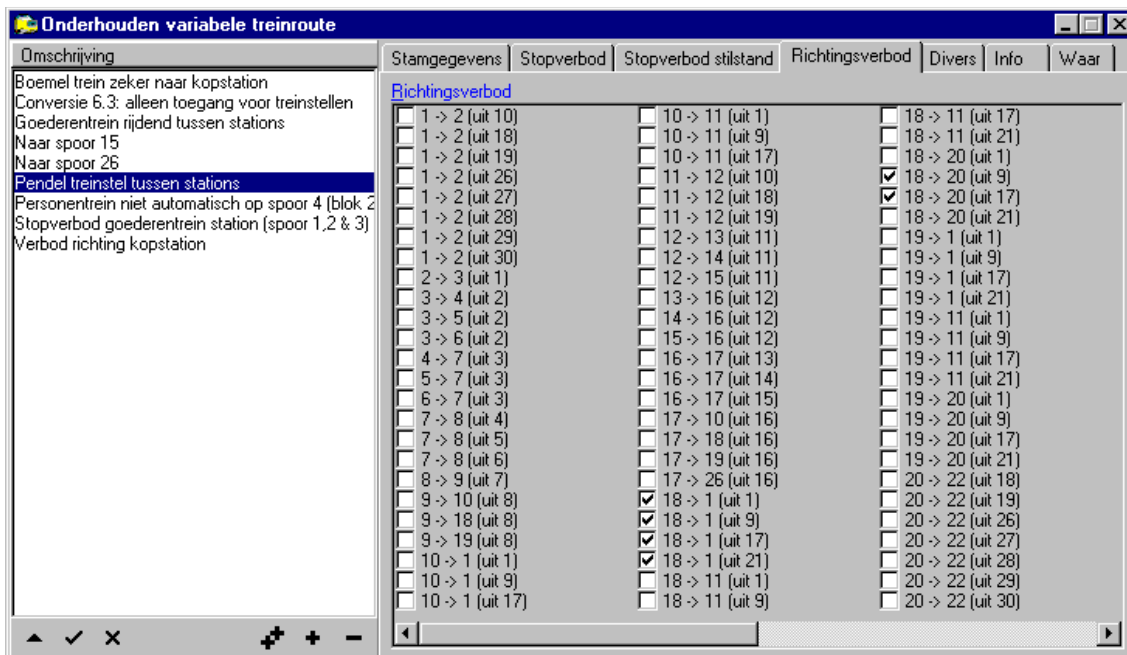 Onderhouden variabele treinroute
Omschrijving
Boemel trein zeker naar kopstation
Conversie 6.3: alleen toegang voor treinstellen
Goederentrein rijdend tussen stations
Naar spoor 15
Naar spoor 26
Pendel treinstel tussen stations
Personentrein niet automatisch op spoor 4 (blok 2
Stopverbod goederentrein station (spoor 1,2 & 3)
Verbod richting kopstation
Stamgegevens Stopverbod Stopverbod stilstand Richtingsverbod Divers Info Waar
Richtingsverbod
1 -> 2 (uit 10)
1 -> 2 (uit 18)
1 -> 2 (uit 19)
1 -> 2 (uit 26)
1 -> 2 (uit 27)
1 -> 2 (uit 28)
1 -> 2 (uit 29)
1 -> 2 (uit 30)
2 -> 3 (uit 1)
3 -> 4 (uit 2)
3 -> 5 (uit 2)
3 -> 6 (uit 2)
4 -> 7 (uit 3)
5 -> 7 (uit 3)
6 -> 7 (uit 3)
7 -> 8 (uit 4)
7 -> 8 (uit 5)
7 -> 8 (uit 6)
8 -> 9 (uit 7)
9 -> 10 (uit 8)
9 -> 18 (uit 8)
9 -> 19 (uit 8)
10 -> 1 (uit 1)
10 -> 1 (uit 9)
10 -> 1 (uit 17)
10 -> 11 (uit 1)
10 -> 11 (uit 9)
10 -> 11 (uit 17)
11 -> 12 (uit 10)
11 -> 12 (uit 18)
11 -> 12 (uit 19)
12 -> 13 (uit 11)
12 -> 14 (uit 11)
12 -> 15 (uit 11)
13 -> 16 (uit 12)
14 -> 16 (uit 12)
15 -> 16 (uit 12)
16 -> 17 (uit 13)
16 -> 17 (uit 14)
16 -> 17 (uit 15)
17 -> 10 (uit 16)
17 -> 18 (uit 16)
17 -> 19 (uit 16)
17 -> 26 (uit 16)
18 -> 1 (uit 1)
18 -> 1 (uit 9)
18 -> 1 (uit 17)
18 -> 1 (uit 21)
18 -> 11 (uit 1)
18 -> 11 (uit 9)
18 -> 11 (uit 17)
18 -> 11 (uit 21)
18 -> 20 (uit 1)
18 -> 20 (uit 9)
18 -> 20 (uit 17)
18 -> 20 (uit 21)
19 -> 1 (uit 1)
19 -> 1 (uit 9)
19 -> 1 (uit 17)
19 -> 1 (uit 21)
19 -> 11 (uit 1)
19 -> 11 (uit 9)
19 -> 11 (uit 17)
19 -> 11 (uit 21)
19 -> 20 (uit 1)
19 -> 20 (uit 9)
19 -> 20 (uit 17)
19 -> 20 (uit 21)
20 -> 22 (uit 18)
20 -> 22 (uit 19)
20 -> 22 (uit 26)
20 -> 22 (uit 27)
20 -> 22 (uit 28)
20 -> 22 (uit 29)
20 -> 22 (uit 30)